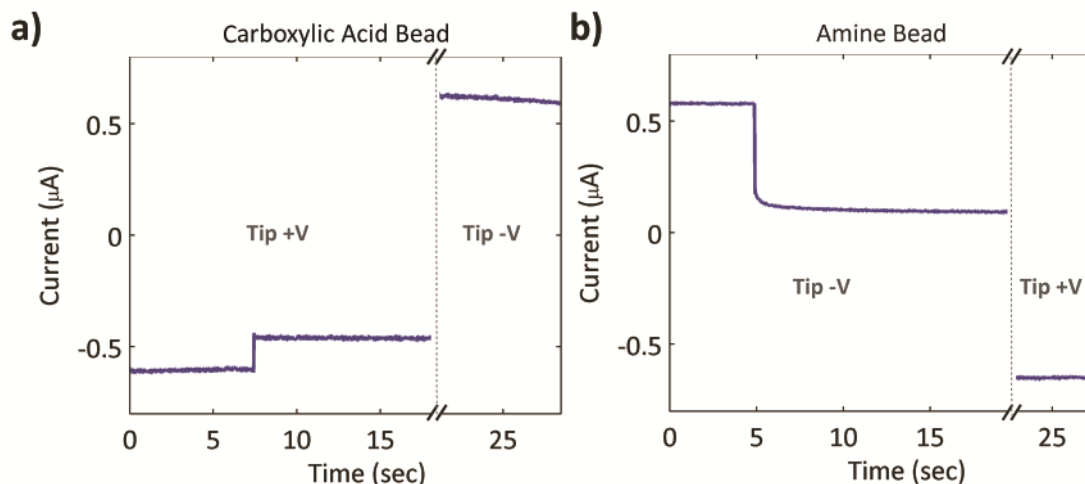 a)
Carboxylic Acid Bead
Current (µA)
0.5
0
-0.5
Tip +V
Tip -V
0
5
10
15
25
Time (sec)
b)
Amine Bead
Current (µA)
0.5
0
-0.5
Tip -V
Tip +V
0
5
10
15
25
Time (sec)